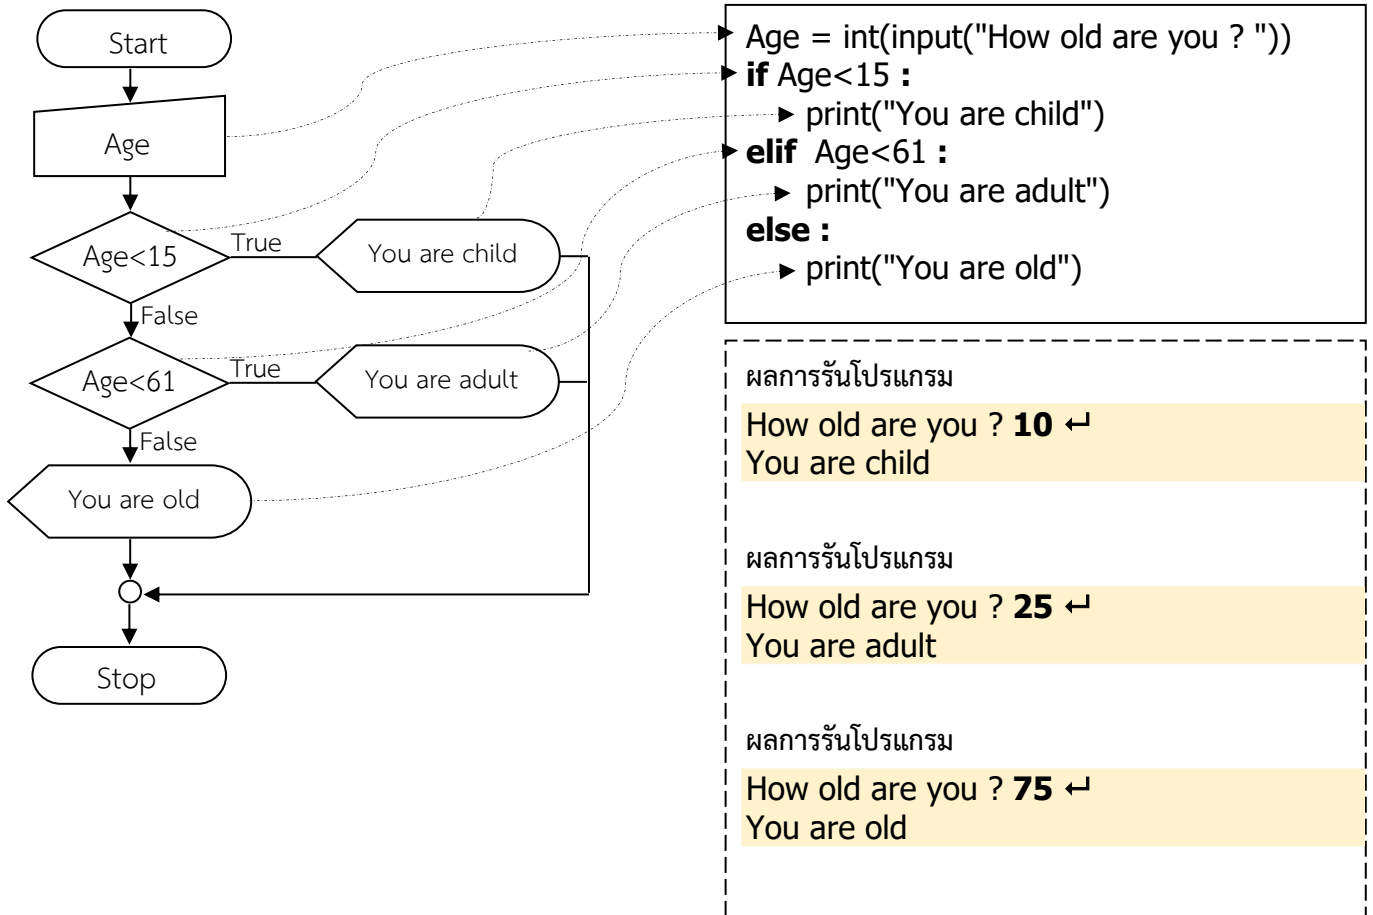 Start
Age
Age<15
True
You are child
False
Age<61
True
You are adult
False
You are old
Stop
Age = int(input("How old are you ? "))
if Age<15 :
print("You are child")
elif Age<61 :
print("You are adult")
else :
print("You are old")
ผลการรันโปรแกรม
How old are you ? 10 ↵
You are child
ผลการรันโปรแกรม
How old are you ? 25 ↵
You are adult
ผลการรันโปรแกรม
How old are you ? 75 ↵
You are old